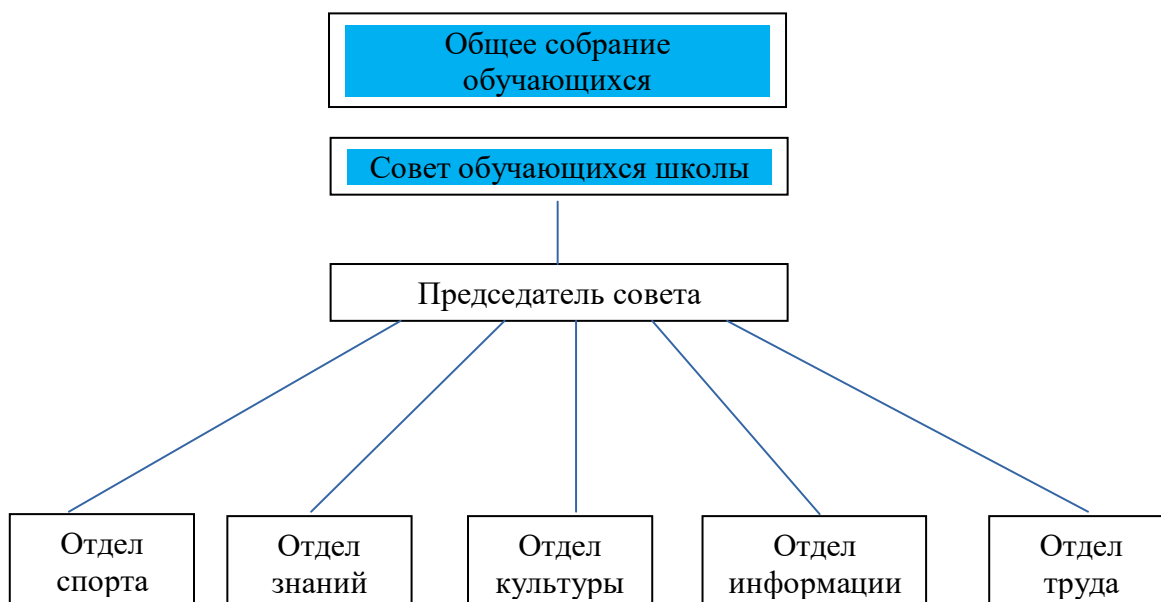 Общее собрание
обучающихся
Совет обучающихся школы
Председатель совета
Отдел
спорта
Отдел
знаний
Отдел
культуры
Отдел
информации
Отдел
труда